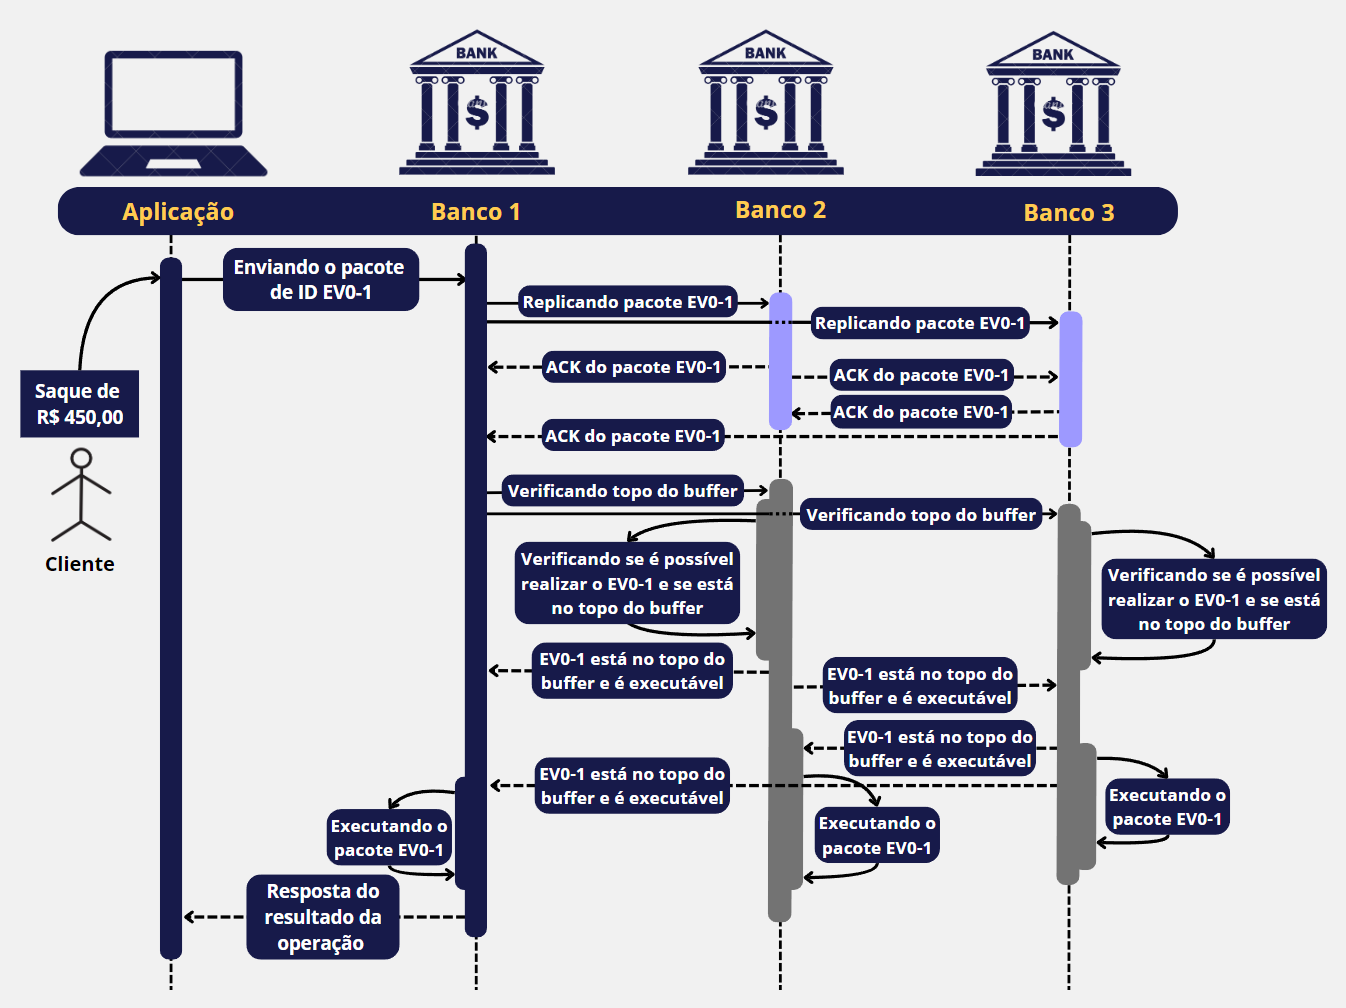 BANK
$
BANK
$
BANK
$
Aplicação
Banco 1
Banco 2
Banco 3
Enviando o pacote
de ID EV0-1
Replicando pacote EV0-1
Replicando pacote EV0-1
ACK do pacote EV0-1
ACK do pacote EV0-1
Saque de
R$ 450,00
ACK do pacote EV0-1
ACK do pacote EV0-1
Cliente
Verificando topo do buffer
Verificando topo do buffer
Verificando se é possível
realizar o EV0-1 e se está
no topo do buffer
Verificando se é possível
realizar o EV0-1 e se está
no topo do buffer
EV0-1 está no topo do
buffer e é executável
EV0-1 está no topo do
buffer e é executável
EV0-1 está no topo do
buffer e é executável
EV0-1 está no topo do
buffer e é executável
Executando o
pacote EV0-1
Executando o
pacote EV0-1
Executando o
pacote EV0-1
Resposta do
resultado da
operação